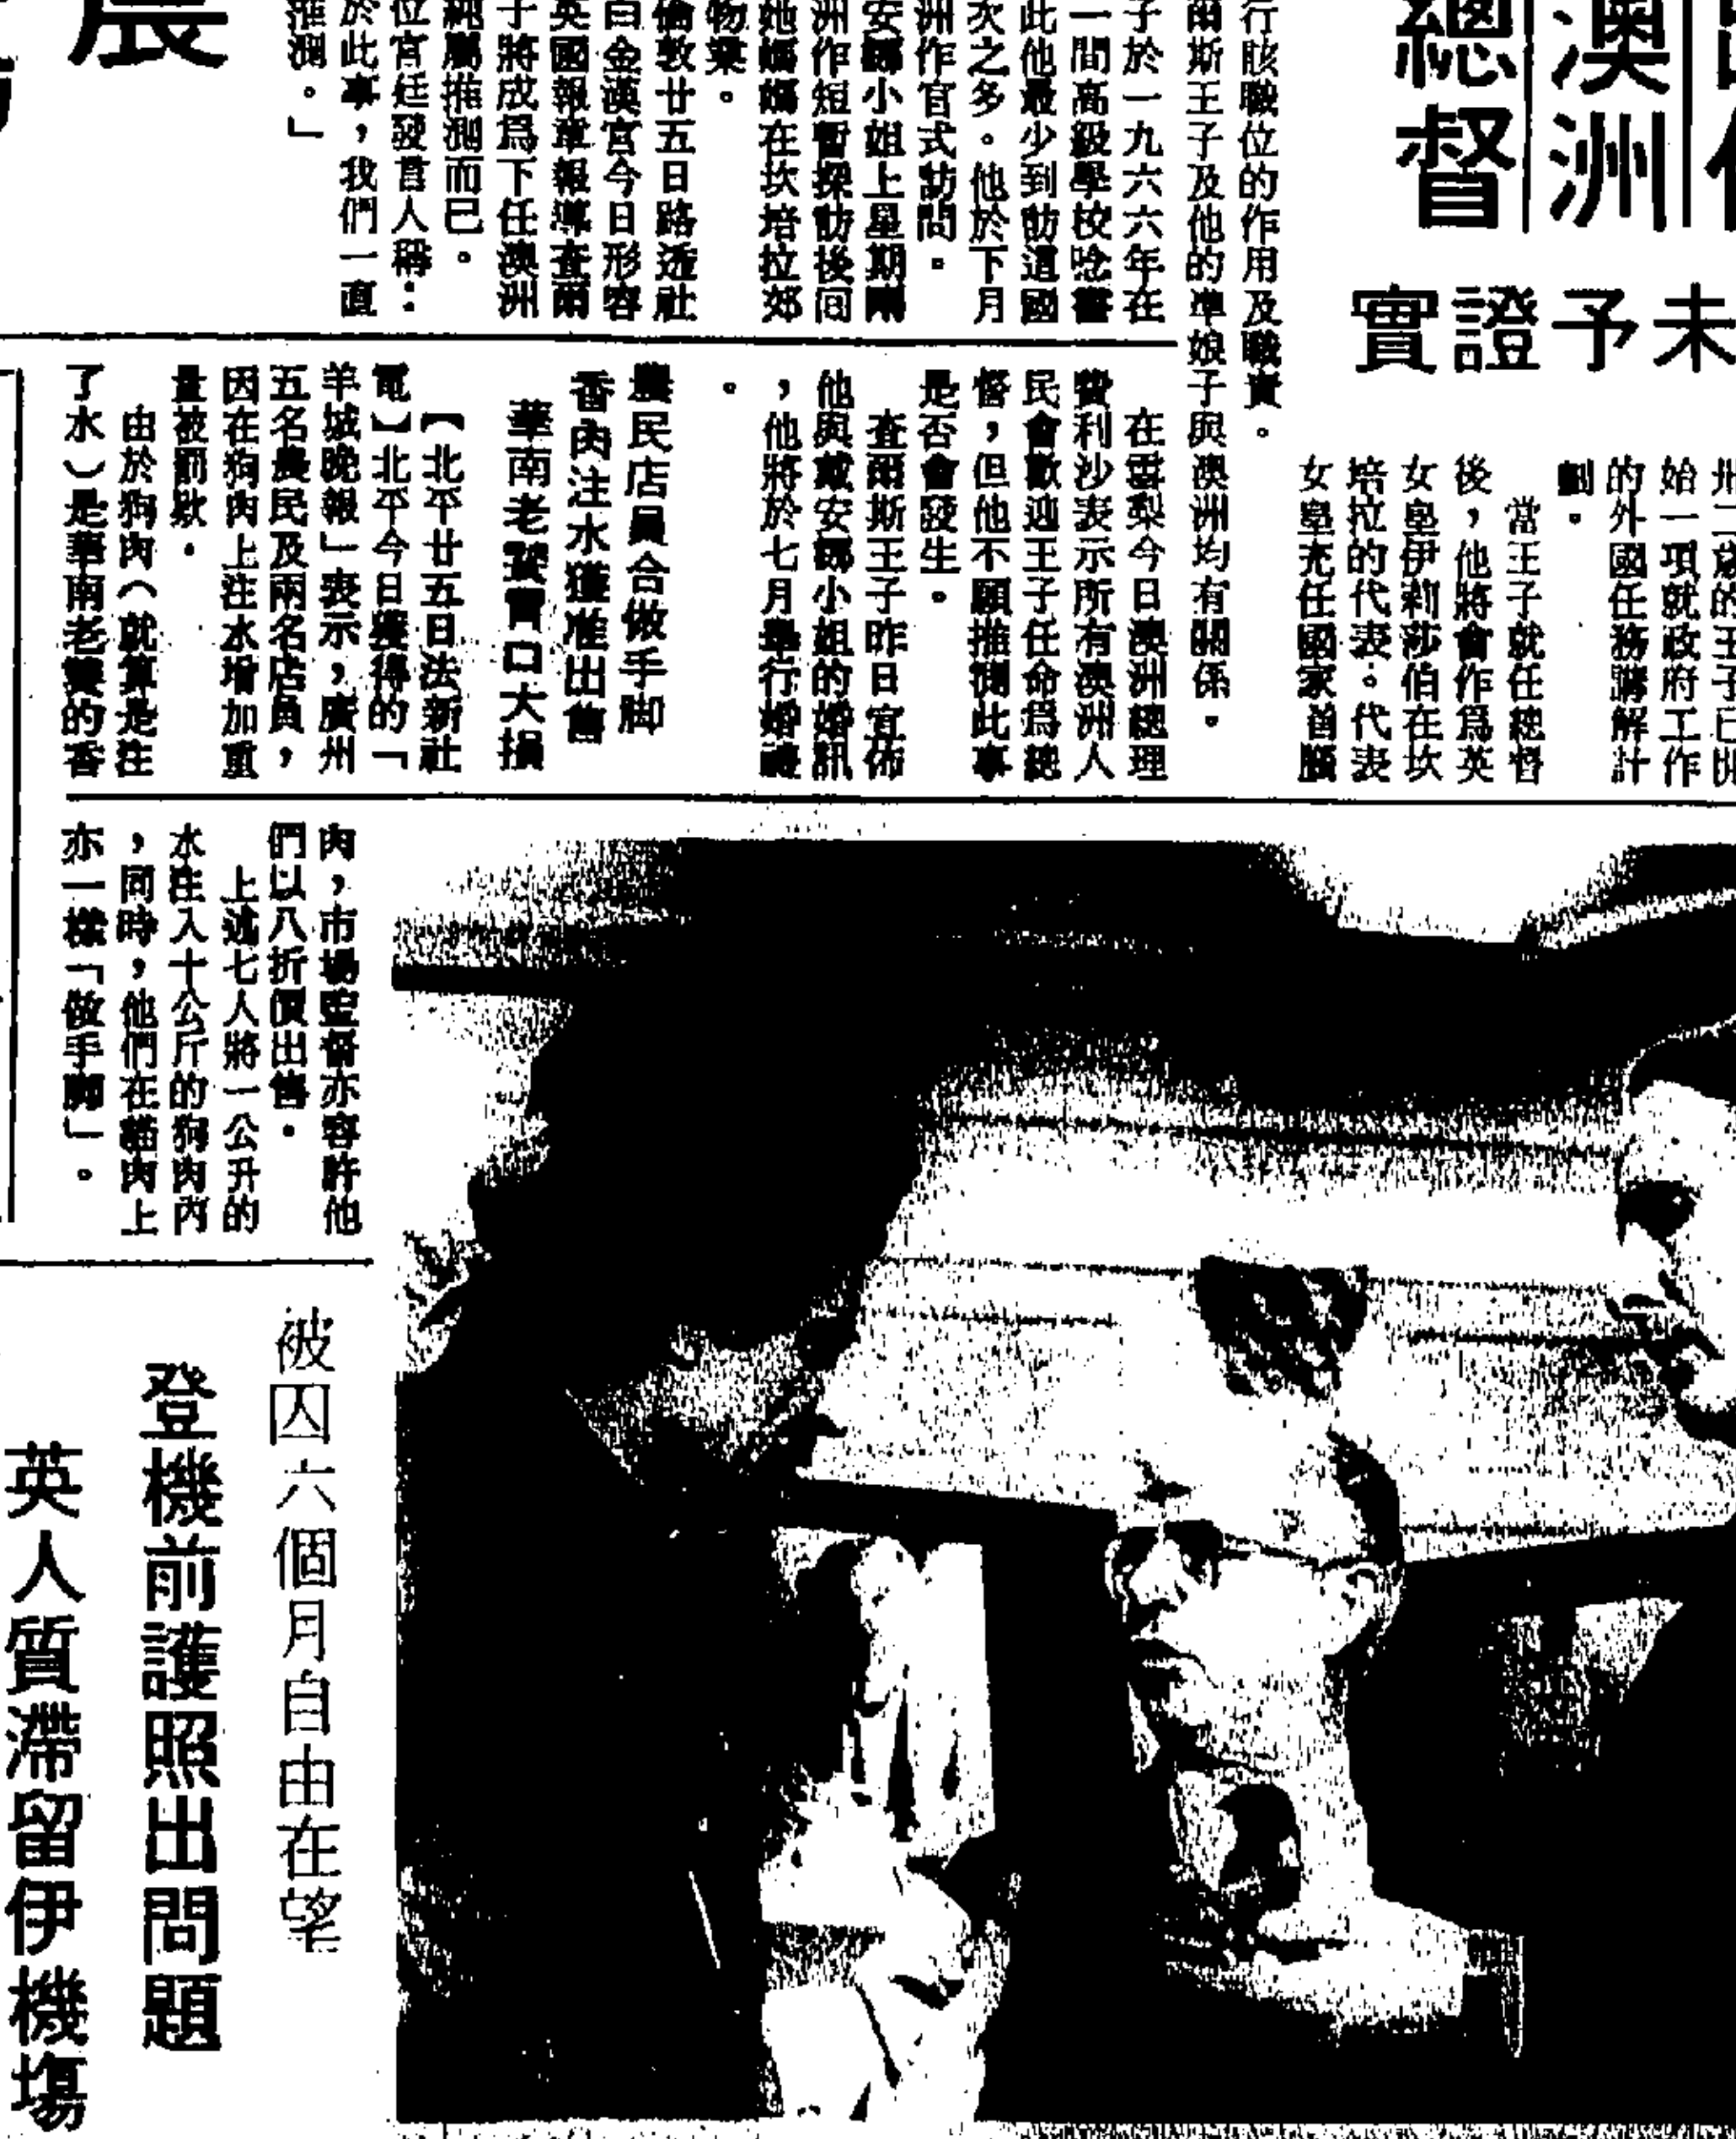 澳洲
總督
未予證實
卅二歲的王子已開
始一項就政府工作
的外國任務講解計
劃。
當王子就任總督
後，他將會作爲英
女皇伊莉莎伯在坎
培拉的代表。代表
女皇充任國家首腦
行該職位的作用及職責。
爾斯王子及他的準娘子與澳洲均有關係。
子於一九六六年在
一間高級學校唸書
此他最少到訪這國
次之多。他於下月
洲作官式訪問。
安娜小姐上星期剛
洲作短暫探訪後回
她媽媽在坎培拉郊
物業。
倫敦廿五日路透社
白金漢宮今日形容
英國報章報導查爾
子將成爲下任澳洲
純屬推測而已。
位宮廷發言人稱：
於此事，我們一直
推測。」
在雪梨今日澳洲總理
費利沙表示所有澳洲人
民會歡迎王子任命爲總
督，但他不願推測此事
是否會發生。
查爾斯王子昨日宣佈
他與戴安娜小姐的婚訊
，他將於七月舉行婚禮
。
農民店員合做手脚
香肉注水獲准出售
華南老饕胃口大損
【北平廿五日法新社
電】北平今日獲得的「
羊城晚報」表示，廣州
五名農民及兩名店員，
因在狗肉上注水增加重
量被罰款。
由於狗肉（就算是注
了水）是華南老饕的香
肉，市場監督亦容許他
們以八折價出售。
上述七人將一公升的
水注入十公斤的狗肉內
，同時，他們在貓肉上
亦一樣「做手脚」。
被囚六個月自由在望
登機前護照出問題
英人質滯留伊機塲
農